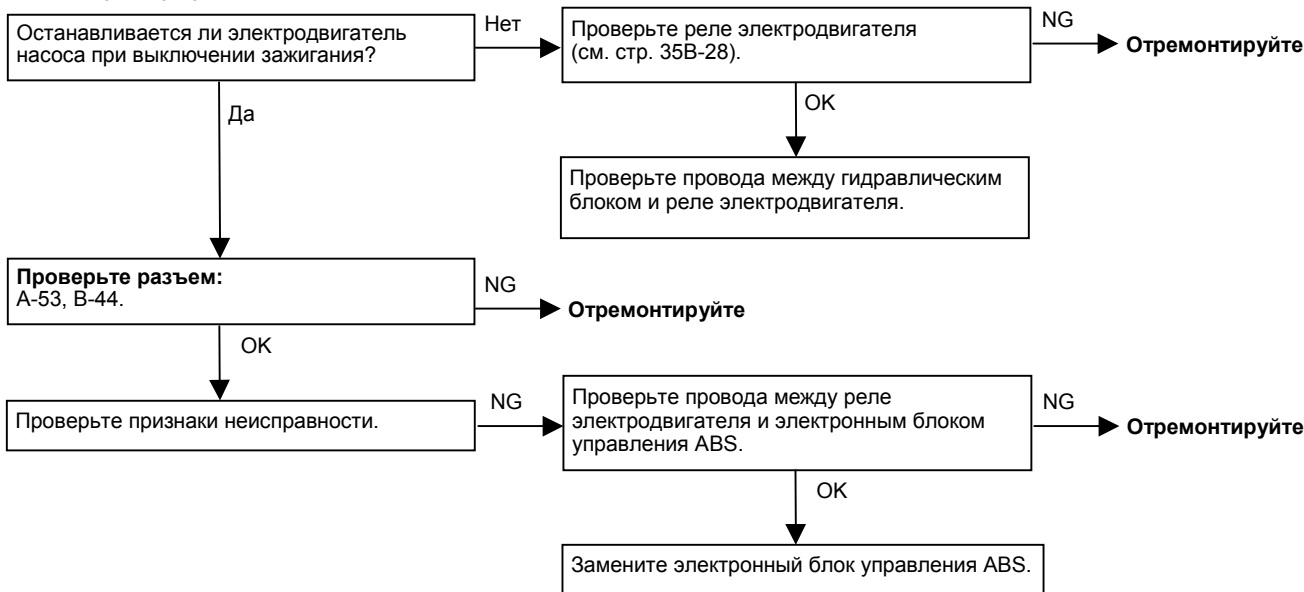 Останавливается ли электродвигатель
насоса при выключении зажигания?
Нет
Проверьте реле электродвигателя
(см. стр. 35B-28).
NG
Отремонтируйте
Да
OK
Проверьте провода между гидравлическим
блоком и реле электродвигателя.
Проверьте разъем:
A-53, B-44.
NG
Отремонтируйте
OK
Проверьте признаки неисправности.
NG
Проверьте провода между реле
электродвигателя и электронным блоком
управления ABS.
NG
Отремонтируйте
OK
Замените электронный блок управления ABS.